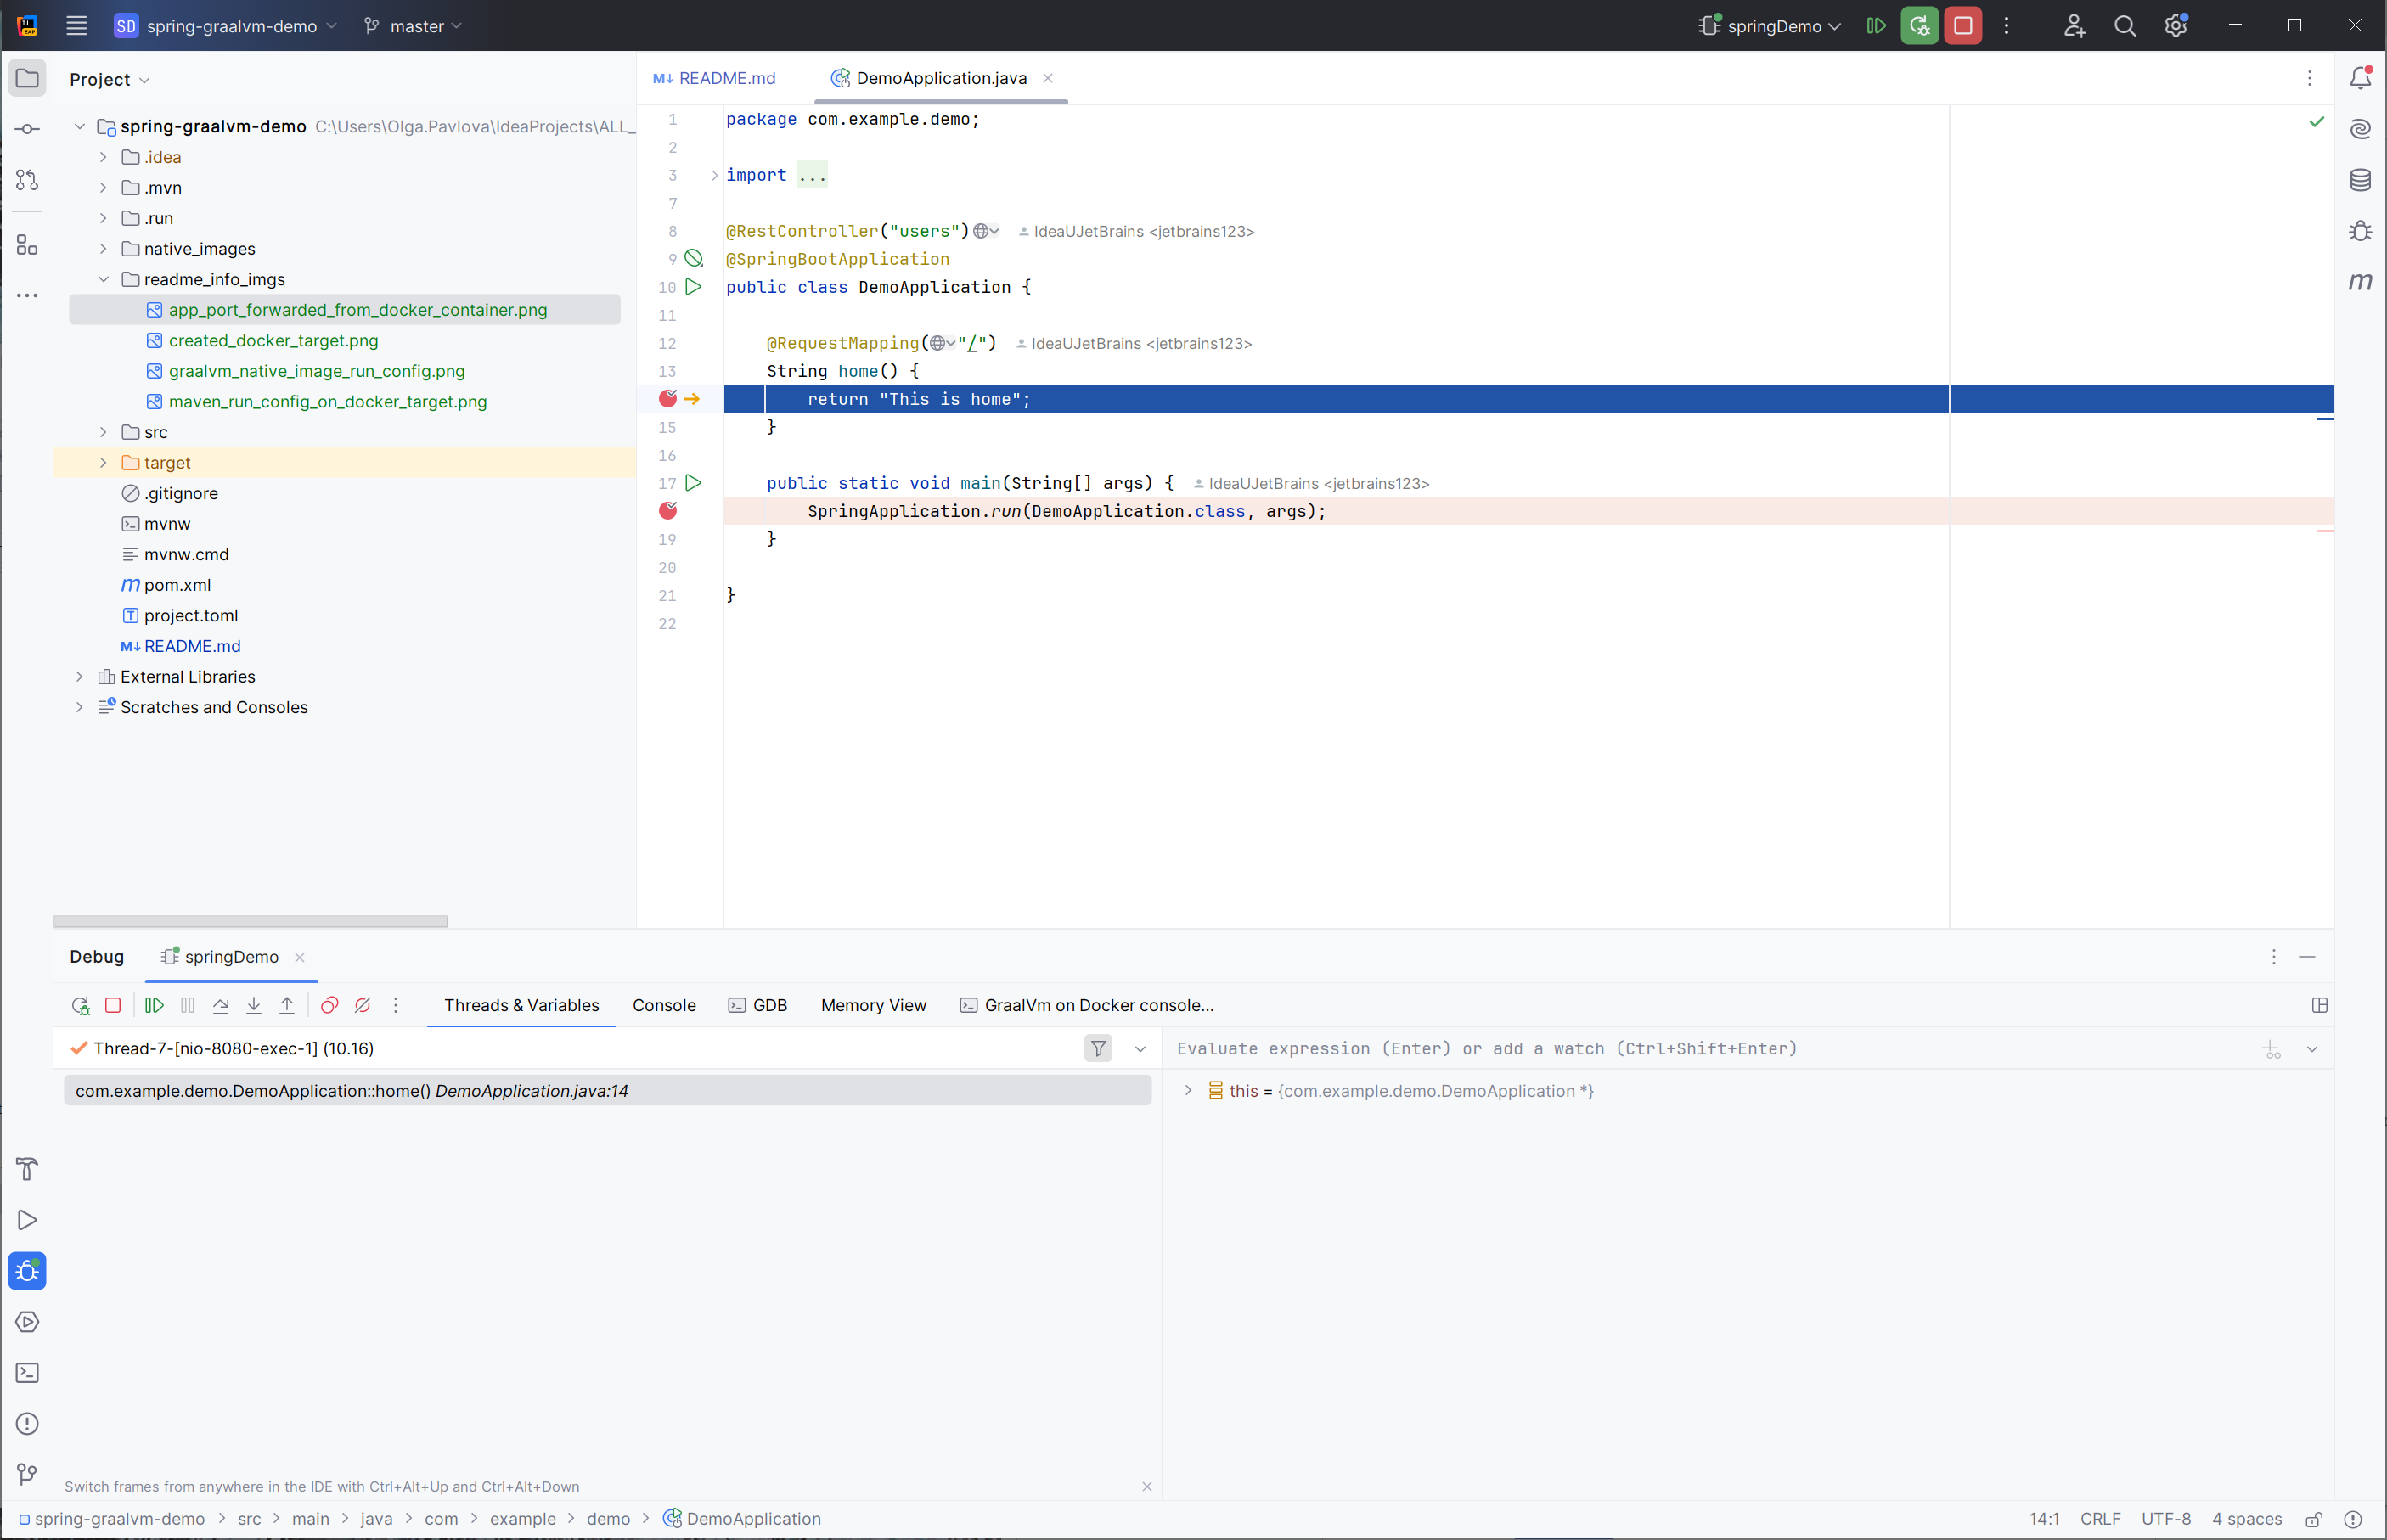 SD spring-graalvm-demo master springDemo
Project
spring-graalvm-demo C:\Users\Olga.Pavlova\IdeaProjects\ALL_
.idea
.mvn
.run
native_images
readme_info_imgs
app_port_forwarded_from_docker_container.png
created_docker_target.png
graalvm_native_image_run_config.png
maven_run_config_on_docker_target.png
src
target
.gitignore
mvnw
mvnw.cmd
pom.xml
project.toml
README.md
External Libraries
Scratches and Consoles
README.md DemoApplication.java
1 package com.example.demo;
2
3 import ...
7
8 @RestController("users") IdeaUJetBrains <jetbrains123>
9 @SpringBootApplication
10 public class DemoApplication {
11
12 @RequestMapping("/") IdeaUJetBrains <jetbrains123>
13 String home() {
return "This is home";
15 }
16
17 public static void main(String[] args) { IdeaUJetBrains <jetbrains123>
SpringApplication.run(DemoApplication.class, args);
19 }
20
21 }
22
Debug springDemo
Threads & Variables Console GDB Memory View GraalVm on Docker console...
Thread-7-[nio-8080-exec-1] (10.16)
Evaluate expression (Enter) or add a watch (Ctrl+Shift+Enter)
com.example.demo.DemoApplication::home() DemoApplication.java:14
this = {com.example.demo.DemoApplication *}
Switch frames from anywhere in the IDE with Ctrl+Alt+Up and Ctrl+Alt+Down
spring-graalvm-demo > src > main > java > com > example > demo > DemoApplication
14:1 CRLF UTF-8 4 spaces